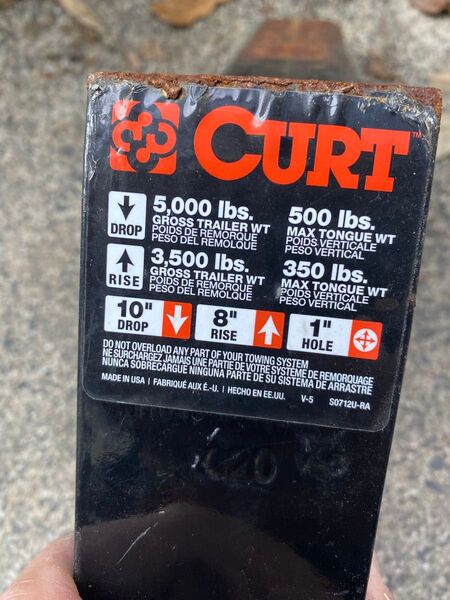 CURT™
DROP
5,000 lbs.
GROSS TRAILER WT
POIDS DE REMORQUE
PESO DEL REMOLQUE
500 lbs.
MAX TONGUE WT
POIDS VERTICALE
PESO VERTICAL
RISE
3,500 lbs.
GROSS TRAILER WT
POIDS DE REMORQUE
PESO DEL REMOLQUE
350 lbs.
MAX TONGUE WT
POIDS VERTICALE
PESO VERTICAL
10" DROP
8" RISE
1" HOLE
DO NOT OVERLOAD ANY PART OF YOUR TOWING SYSTEM
NE SURCHARGEZ JAMAIS UNE PARTIE DE VOTRE SYSTÈME DE REMORQUAGE
NUNCA SOBRECARGUE NINGUNA PARTE DE SU SISTEMA DE ARRASTRE
MADE IN USA | FABRIQUÉ AUX É.-U. | HECHO EN EE.UU. V-5 S0712U-RA